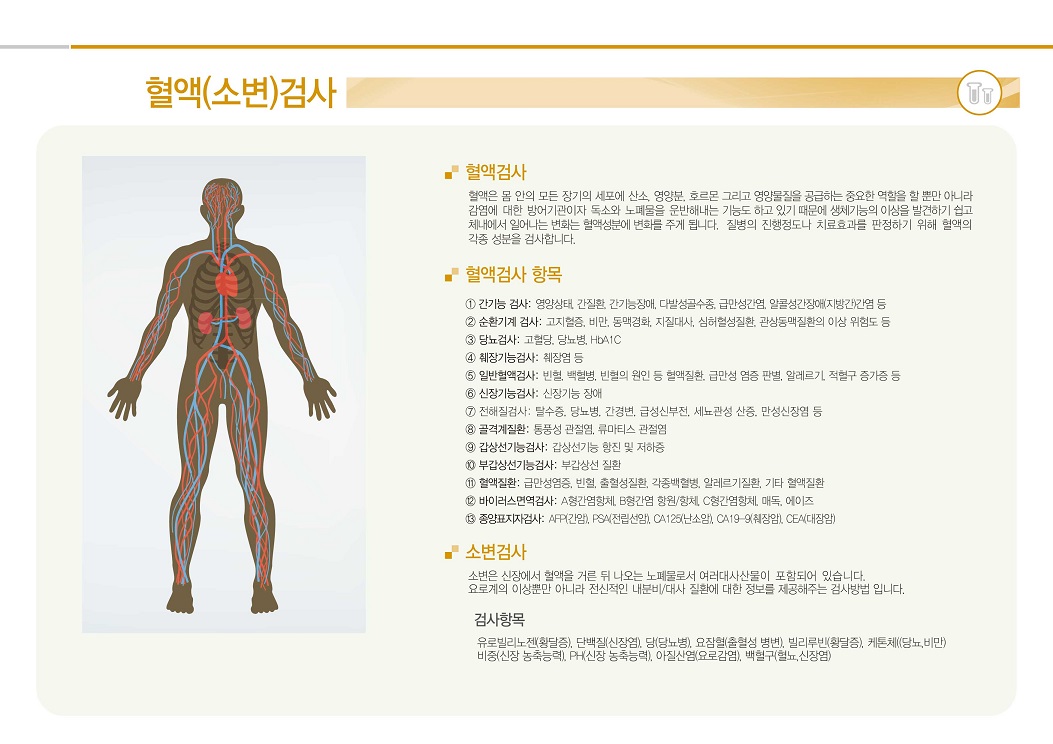 혈액(소변)검사
혈액검사
혈액은 몸 안의 모든 장기의 세포에 산소, 영양분, 호르몬 그리고 영양물질을 공급하는 중요한 역할을 할 뿐만 아니라
감염에 대한 방어기관이자 독소와 노폐물을 운반해내는 기능도 하고 있기 때문에 생체기능의 이상을 발견하기 쉽고
체내에서 일어나는 변화는 혈액성분에 변화를 주게 됩니다. 질병의 진행정도나 치료효과를 판정하기 위해 혈액의
각종 성분을 검사합니다.
혈액검사 항목
① 간기능 검사: 영양상태, 간질환, 간기능장애, 다발성골수종, 급만성간염, 알콜성간장애(지방간)간염 등
② 순환기계 검사: 고지혈증, 비만, 동맥경화, 지질대사, 심허혈성질환, 관상동맥질환의 이상 위험도 등
③ 당뇨검사: 고혈당, 당뇨병, HbA1C
④ 췌장기능검사: 췌장염 등
⑤ 일반혈액검사: 빈혈, 백혈병, 빈혈의 원인 등 혈액질환, 급만성 염증 판별, 알레르기, 적혈구 증가증 등
⑥ 신장기능검사: 신장기능 장애
⑦ 전해질검사: 탈수증, 당뇨병, 간경변, 급성신부전, 세뇨관성 산증, 만성신장염 등
⑧ 골격계질환: 통풍성 관절염, 류마티스 관절염
⑨ 갑상선기능검사: 갑상선기능 항진 및 저하증
⑩ 부갑상선기능검사: 부갑상선 질환
⑪ 혈액질환: 급만성염증, 빈혈, 출혈성질환, 각종백혈병, 알레르기질환, 기타 혈액질환
⑫ 바이러스면역검사: A형간염항체, B형간염 항원/항체, C형간염항체, 매독, 에이즈
⑬ 종양표지자검사: AFP(간암), PSA(전립선암), CA125(난소암), CA19-9(췌장암), CEA(대장암)
소변검사
소변은 신장에서 혈액을 거른 뒤 나오는 노폐물로서 여러대사산물이 포함되어 있습니다.
요로계의 이상뿐만 아니라 전신적인 내분비/대사 질환에 대한 정보를 제공해주는 검사방법 입니다.
검사항목
유로빌리노젠(황달증), 단백질(신장염), 당(당뇨병), 요잠혈(출혈성 병변), 빌리루빈(황달증), 케톤체((당뇨,비만)
비중(신장 농축능력), PH(신장 농축능력), 아질산염(요로감염), 백혈구(혈뇨,신장염)